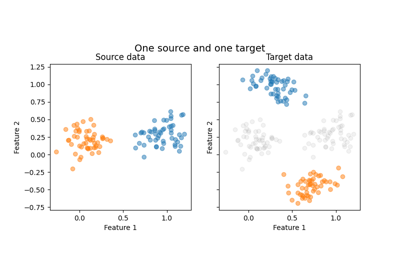 One source and one target
Source data
Target data
1.25
1.00
0.75
0.50
0.25
0.00
−0.25
−0.50
−0.75
Feature 2
Feature 2
0.0
0.5
1.0
0.0
0.5
1.0
Feature 1
Feature 1